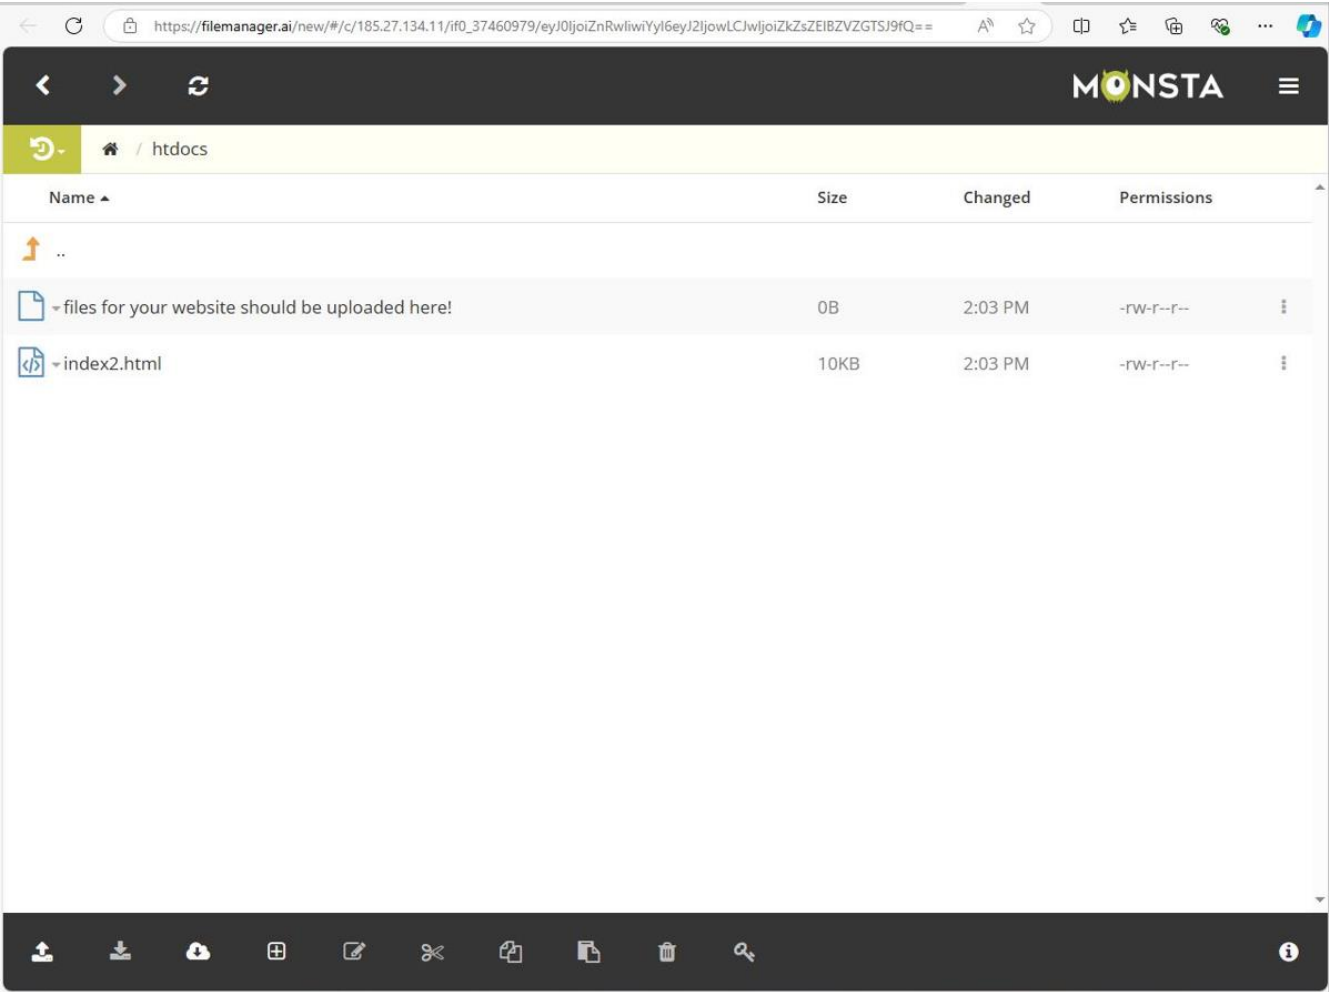 https://filemanager.ai/new/#/c/185.27.134.11/if0_37460979/eyJ0IjoiZnRwIiwiYyI6eyJ2IjowLCJwIjoiZkZsZElBZVZGTSJ9fQ==
MONSTA
/ htdocs
Name Size Changed Permissions
..
files for your website should be uploaded here! 0B 2:03 PM -rw-r--r--
index2.html 10KB 2:03 PM -rw-r--r--